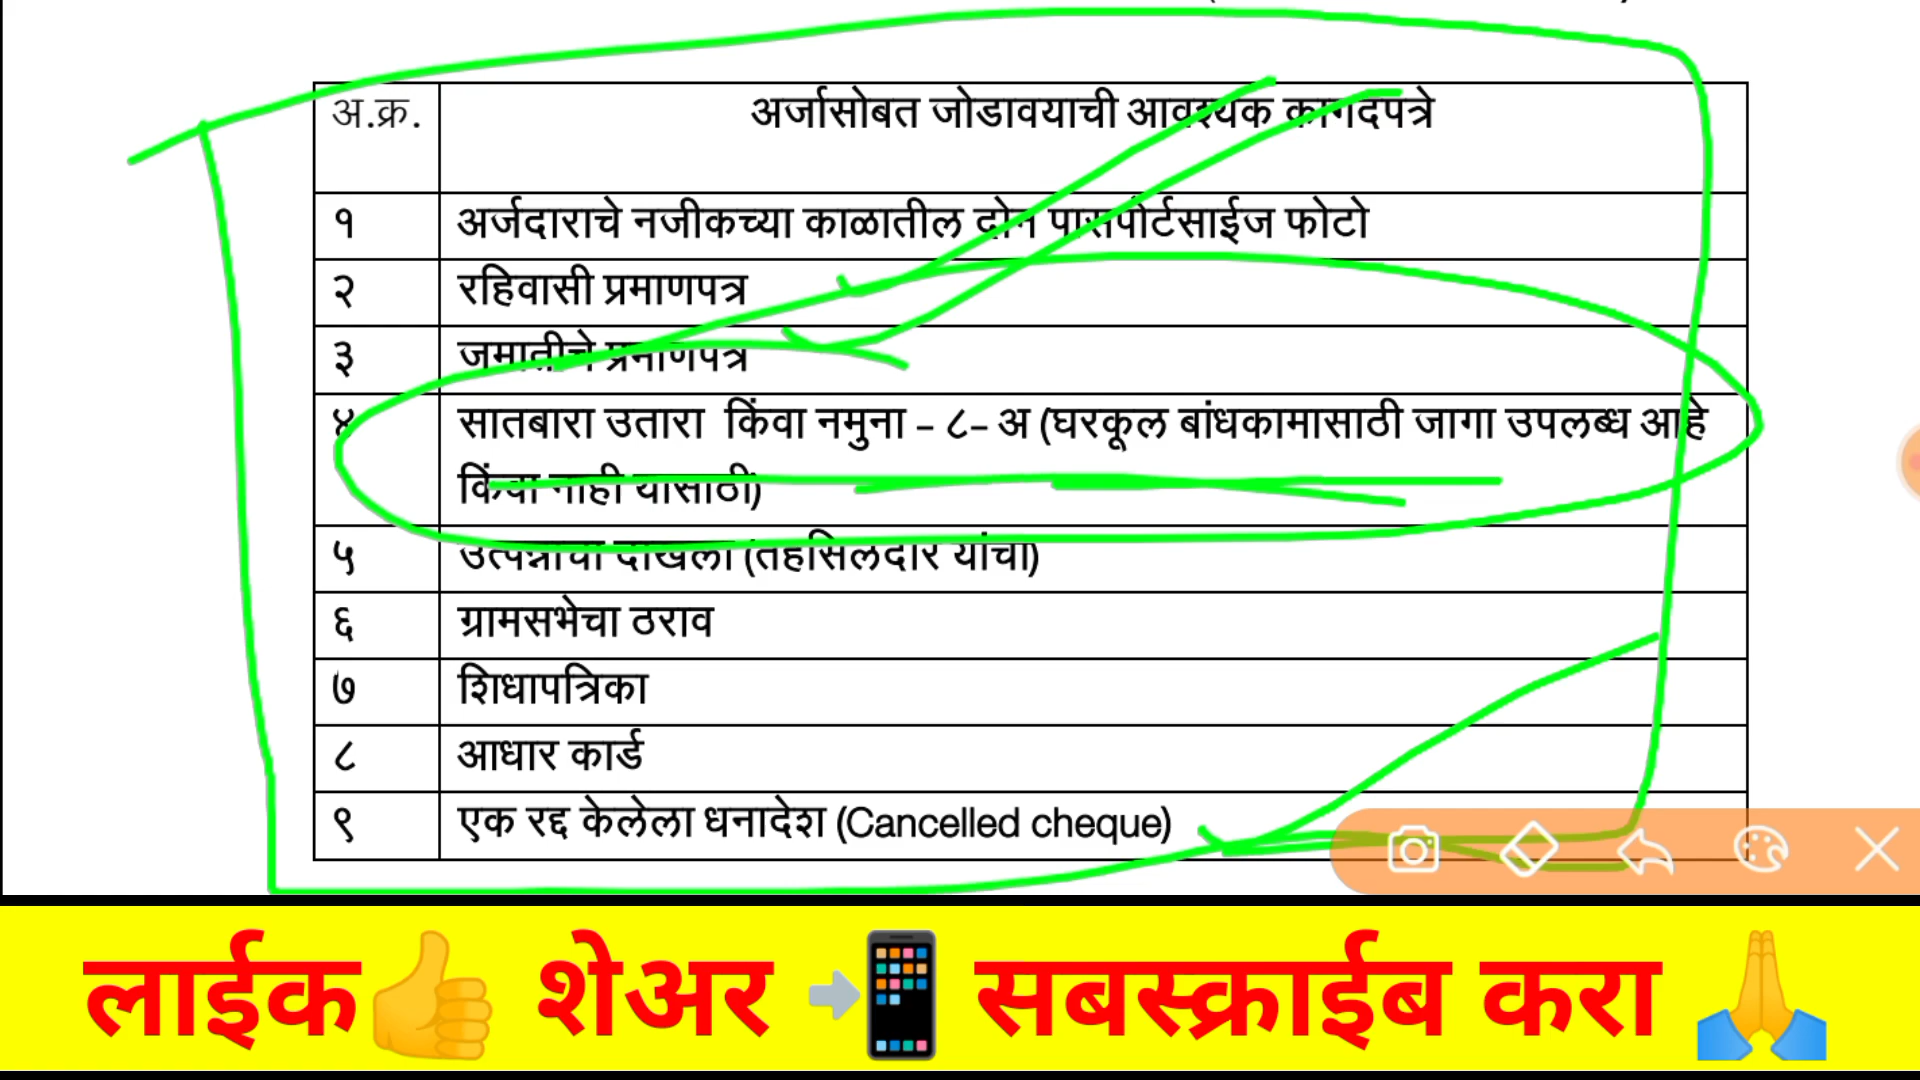 अ.क्र. अर्जासोबत जोडावयाची आवश्यक कागदपत्रे
१ अर्जदाराचे नजीकच्या काळातील दोन पासपोर्टसाईज फोटो
२ रहिवासी प्रमाणपत्र
३ जमातीचे प्रमाणपत्र
४ सातबारा उतारा किंवा नमुना – ८– अ (घरकूल बांधकामासाठी जागा उपलब्ध आहे
किंवा नाही यासाठी)
५ उत्पन्नाचा दाखला (तहसिलदार यांचा)
६ ग्रामसभेचा ठराव
७ शिधापत्रिका
८ आधार कार्ड
९ एक रद्द केलेला धनादेश (Cancelled cheque)
लाईक शेअर सबस्क्राईब करा